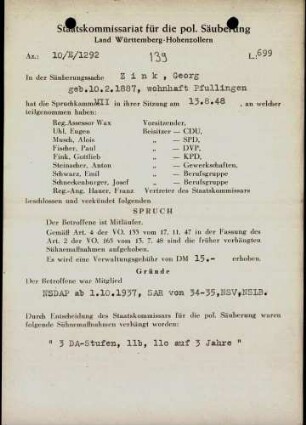 Staatskommissariat für die pol. Säuberung
Land Württemberg-Hohenzollern
Az.: 10/E/1292 139 L/699
In der Säuberungssache Z i n k , Georg
geb.10.2.1887, wohnhaft Pfullingen
hat die Spruchkammer VII in ihrer Sitzung am 13.8.48 , an welcher
teilgenommen haben:
Reg.Assessor Wax Vorsitzender,
Uhl, Eugen Beisitzer — CDU,
Musch, Alois „ — SPD,
Fischer, Paul „ — DVP,
Fink, Gottlieb „ — KPD,
Steinacher, Anton „ — Gewerkschaften,
Schwarz, Emil „ — Berufsgruppe
Schneckenburger, Josef „ — Berufsgruppe
Reg.-Ang. Hauer, Franz Vertreter des Staatskommissars
beschlossen und verkündet folgenden
SPRUCH
Der Betroffene ist Mitläufer.
Gemäß Art. 4 der VO. 133 vom 17. 11. 47 in der Fassung des
Art. 2 der VO. 165 vom 13. 7. 48 sind die früher verhängten
Sühnemaßnahmen aufgehoben.
Es wird eine Verwaltungsgebühr von DM 15.- erhoben.
Gründe
Der Betroffene war Mitglied
NSDAP ab 1.10.1937, SAR von 34-35,NSV,NSLB.
Durch Entscheidung des Staatskommissars für die pol. Säuberung waren
folgende Sühnemaßnahmen verhängt worden:
" 3 DA-Stufen, 11b, 11c auf 3 Jahre "